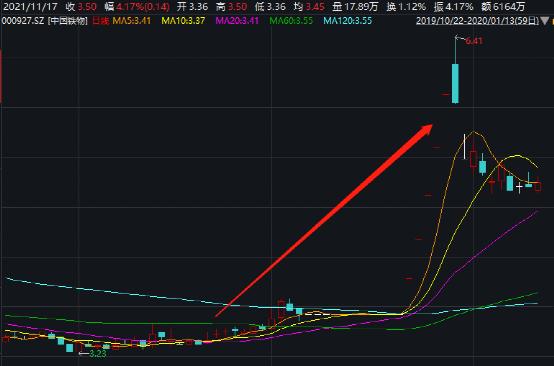 2021/11/17 收 3.50 幅 4.17%(0.14) 开 3.36 高 3.50 低 3.36 均 3.45 量 17.89万 换 1.12% 振 4.17% 额 6164万
000927.SZ [中国铁物] 日线 MA5:3.41 MA10:3.37 MA20:3.41 MA60:3.55 MA120:3.55 2019/10/22-2020/01/13(59日)
6.41
3.23